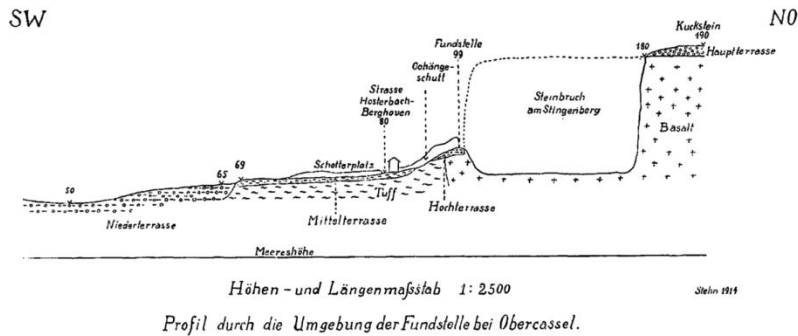 SW
NO
Kuckstein
190
180
Hauptterrasse
Fundstelle
99
Gehänge-
schutt
Strasse
Hosterbach-
Berghoven
80
Steinbruch
am Stingenberg
Basalt
Schotterplatz
69
65
50
Tuff
Niederterrasse
Mittelterrasse
Hochterrasse
Meereshöhe
Höhen- und Längenmaßstab 1:2500
Stehn 1914
Profil durch die Umgebung der Fundstelle bei Obercassel.